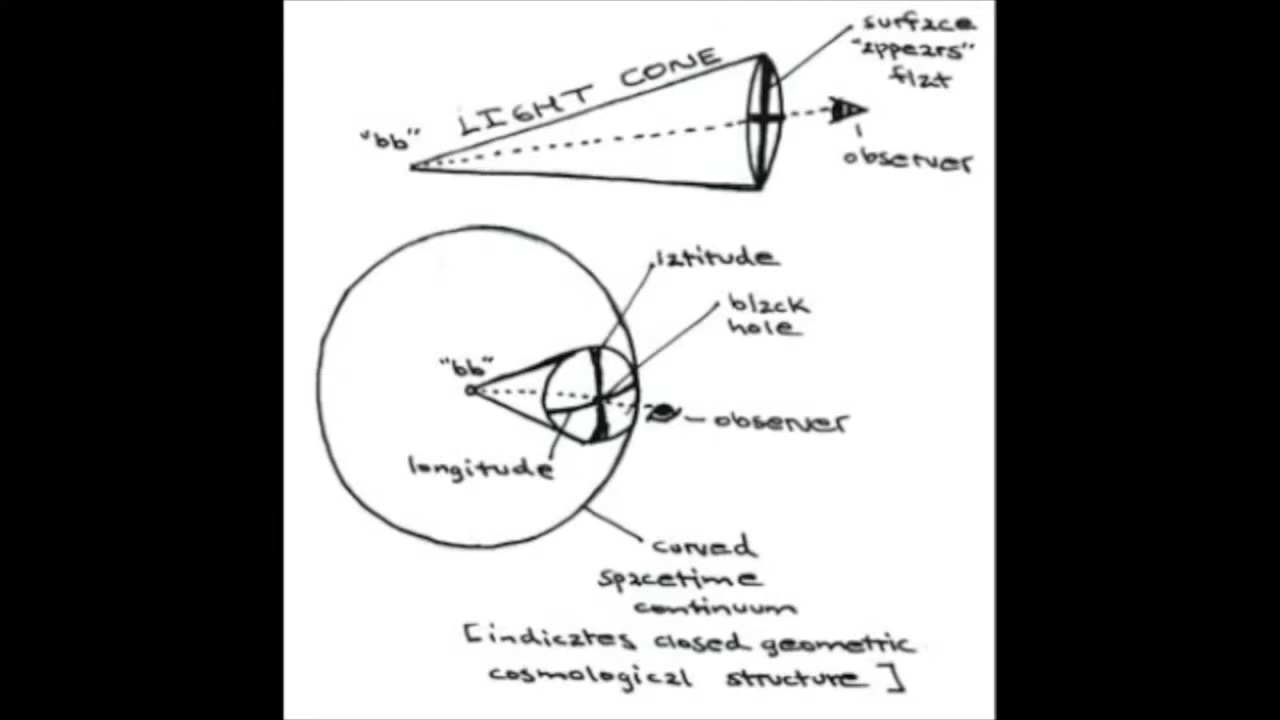 surface
"appears"
flat
LIGHT CONE
"bb"
observer
latitude
black
hole
"bb"
observer
longitude
curved
spacetime
continuum
[indicates closed geometric
cosmological structure]